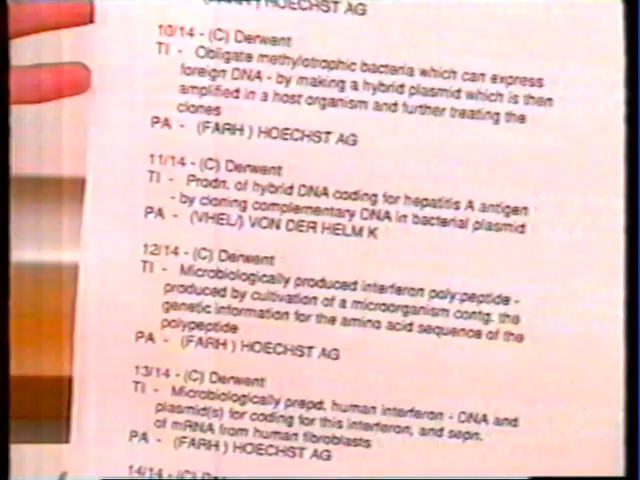 HOECHST AG
10/14 - (C) Derwent
TI - Obligate methylotrophic bacteria which can express
foreign DNA - by making a hybrid plasmid which is then
amplified in a host organism and further treating the
clones
PA - (FARH ) HOECHST AG
11/14 - (C) Derwent
TI - Prodn. of hybrid DNA coding for hepatitis A antigen
- by cloning complementary DNA in bacterial plasmid
PA - (VHEL/) VON DER HELM K
12/14 - (C) Derwent
TI - Microbiologically produced interferon poly:peptide -
produced by cultivation of a microorganism contg. the
genetic information for the amino acid sequence of the
polypeptide
PA - (FARH ) HOECHST AG
13/14 - (C) Derwent
TI - Microbiologically prepd. human interferon - DNA and
plasmid(s) for coding for this interferon, and sepn.
of mRNA from human fibroblasts
PA - (FARH ) HOECHST AG
14/14 - (C)